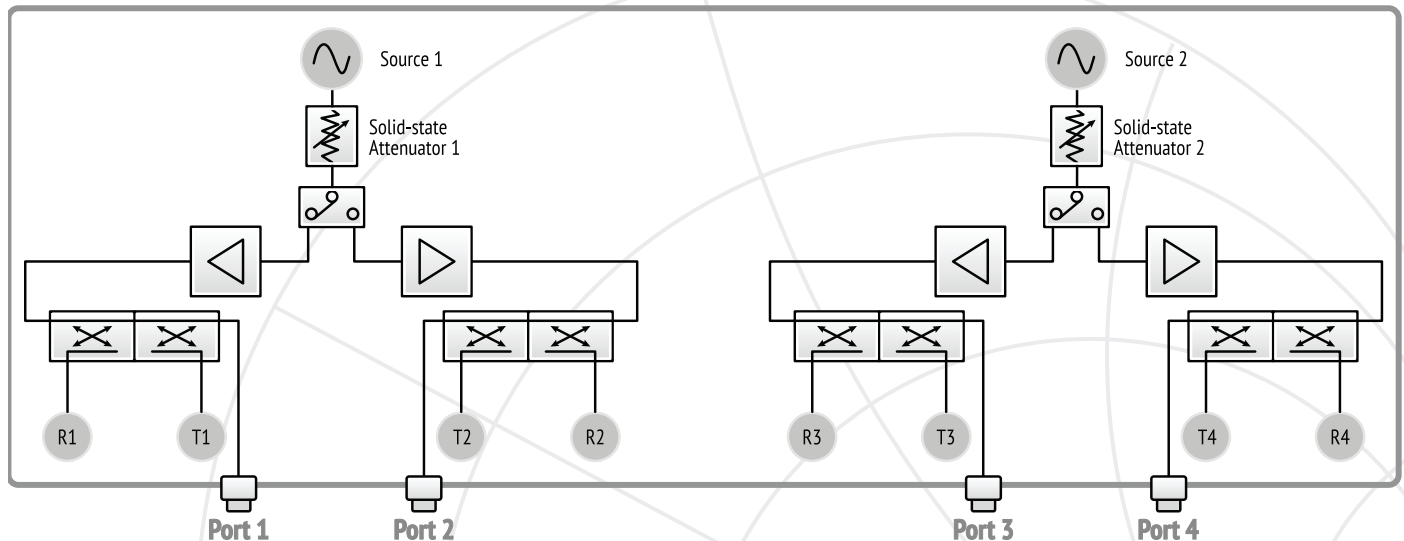 Source 1
Source 2
Solid-state
Attenuator 1
Solid-state
Attenuator 2
R1
T1
T2
R2
R3
T3
T4
R4
Port 1
Port 2
Port 3
Port 4